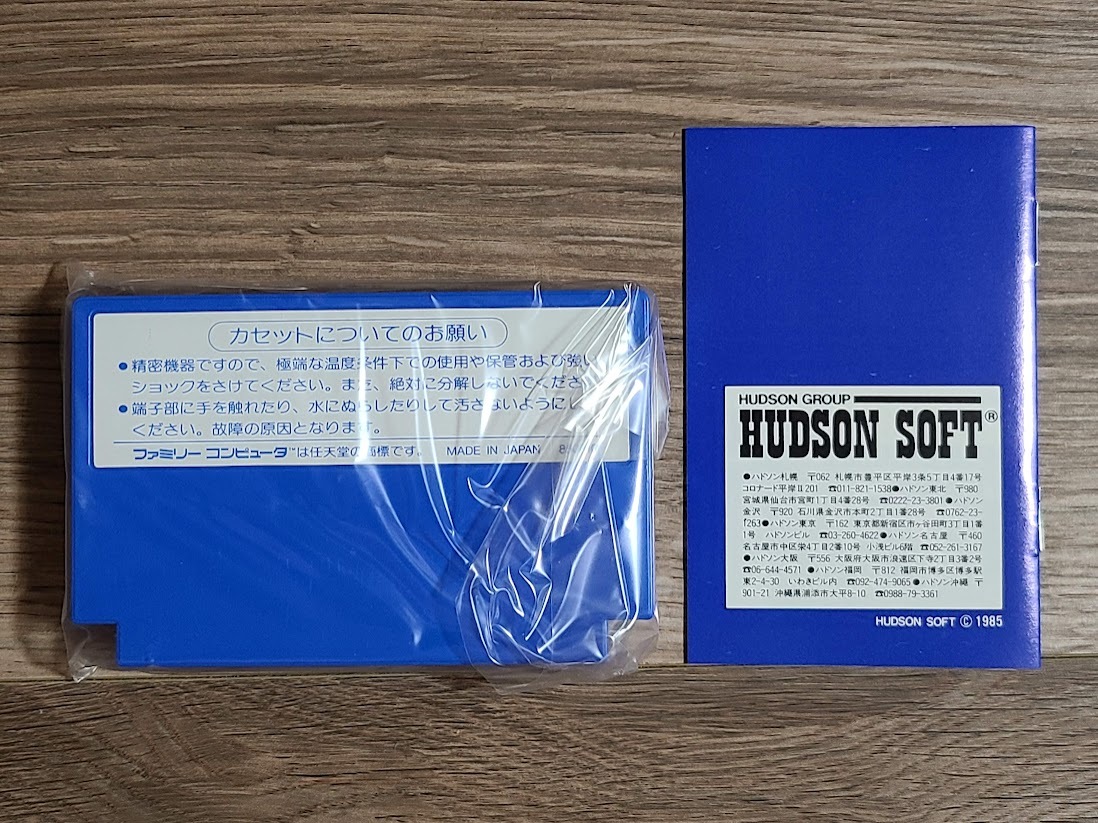 カセットについてのお願い
●精密機器ですので、極端な温度条件下での使用や保管および強い
ショックをさけてください。また、絶対に分解しないでくださ
●端子部に手を触れたり、水にぬらしたりして汚さないようにし
ください。故障の原因となります。
ファミリーコンピュータ™は任天堂の商標です。 MADE IN JAPAN
HUDSON GROUP
HUDSON SOFT®
●ハドソン札幌 〒062 札幌市豊平区平岸3条5丁目4番17号
コロナード平岸II 201 ☎011-821-1538●ハドソン東北 〒980
宮城県仙台市宮町1丁目4番28号 ☎0222-23-3801●ハドソン
金沢 〒920 石川県金沢市本町2丁目1番28号 ☎0762-23-
1263●ハドソン東京 〒162 東京都新宿区市ヶ谷田町3丁目1番
1号 ハドソンビル ☎03-260-4622●ハドソン名古屋 〒460
名古屋市中区栄4丁目2番10号 小浅ビル6階 ☎052-261-3167
●ハドソン大阪 〒556 大阪府大阪市浪速区下寺2丁目3番2号
☎06-644-4571 ●ハドソン福岡 〒812 福岡市博多区博多駅
東2-4-30 いわきビル内 ☎092-474-9065●ハドソン沖縄 〒
901-21 沖縄県浦添市大平8-10 ☎0988-79-3361
HUDSON SOFT © 1985